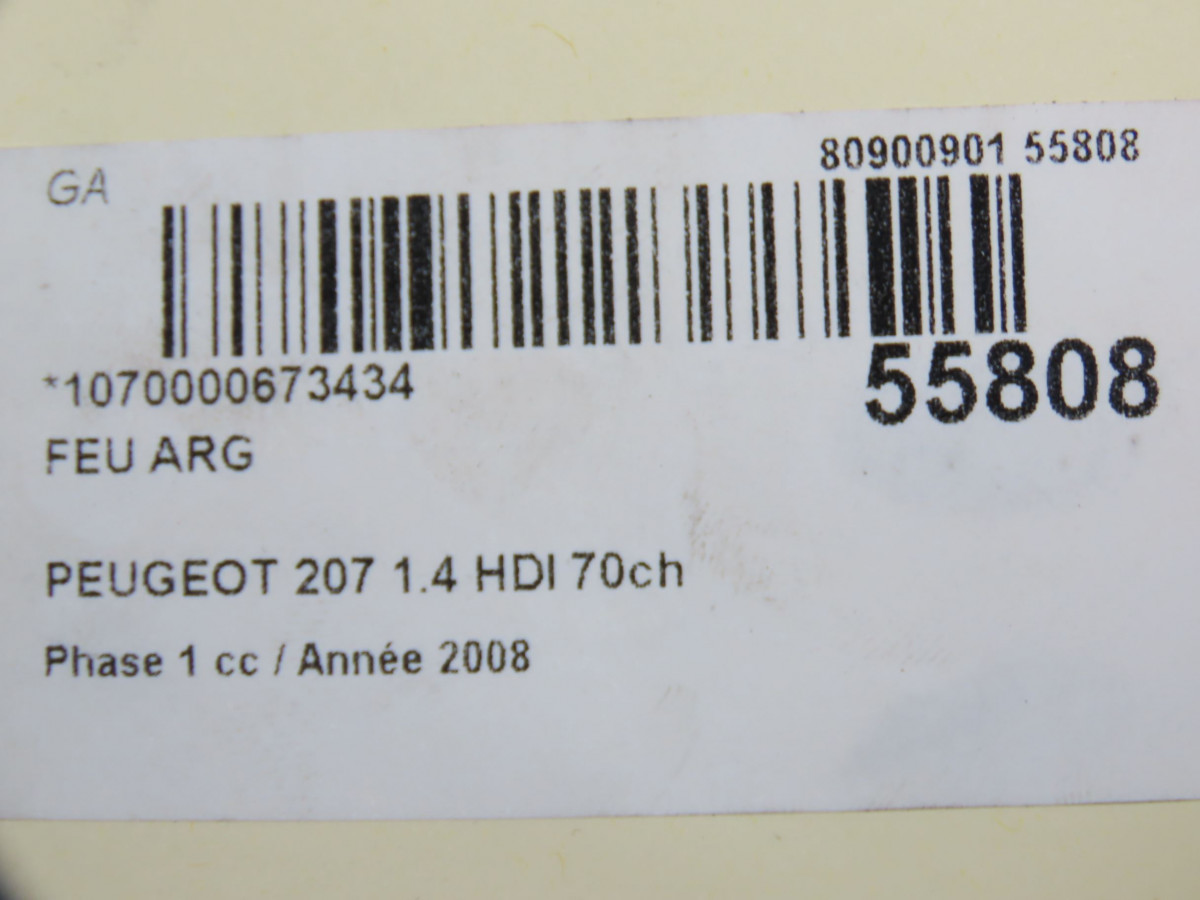 GA
80900901 55808
55808
*1070000673434
FEU ARG
PEUGEOT 207 1.4 HDI 70ch
Phase 1 cc / Année 2008